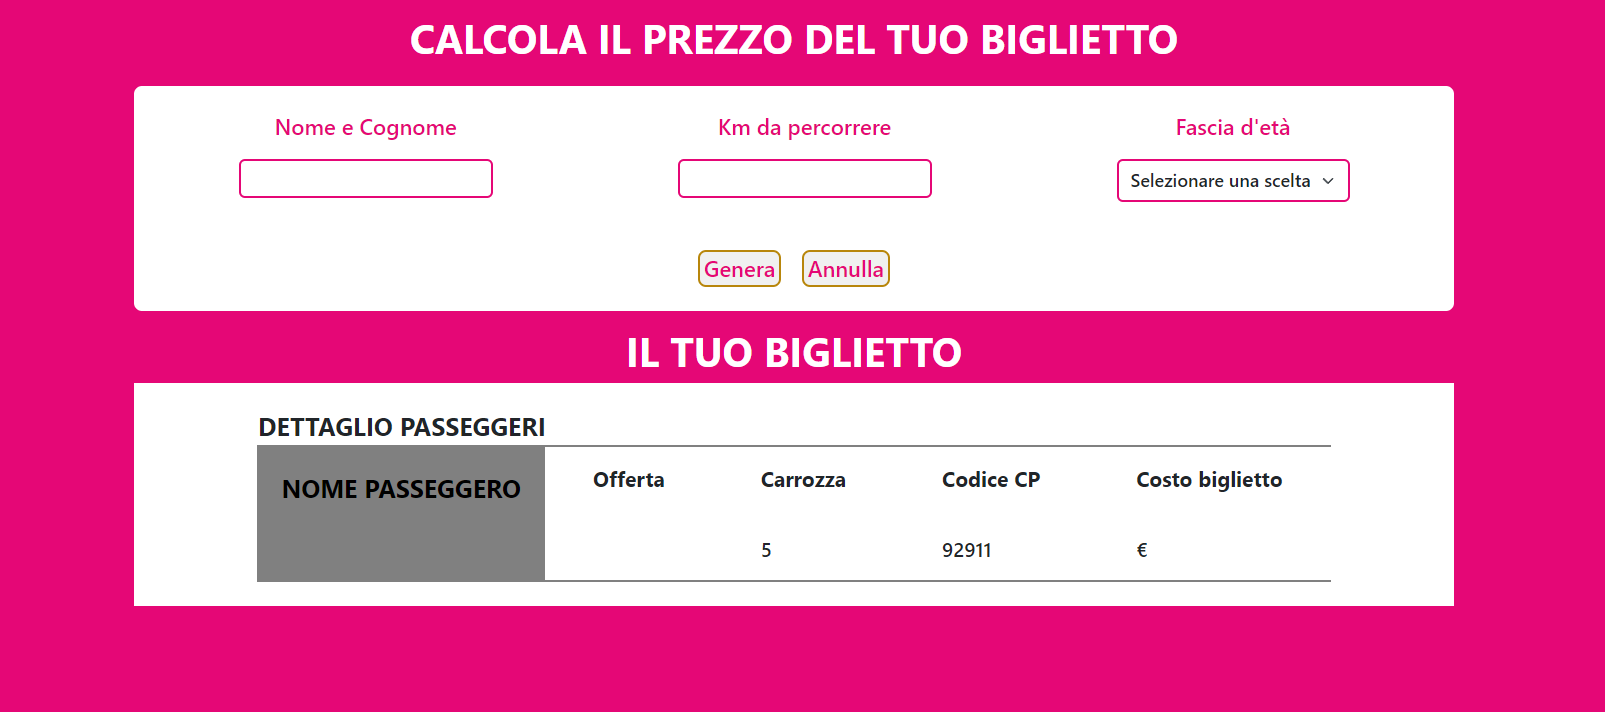 CALCOLA IL PREZZO DEL TUO BIGLIETTO
Nome e Cognome Km da percorrere Fascia d'età
Selezionare una scelta
Genera Annulla
IL TUO BIGLIETTO
DETTAGLIO PASSEGGERI
NOME PASSEGGERO Offerta Carrozza Codice CP Costo biglietto
5 92911 €